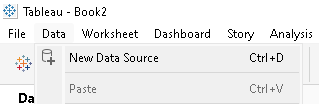 Tableau - Book2
File Data Worksheet Dashboard Story Analysis
New Data Source Ctrl+D
Paste Ctrl+V
Da